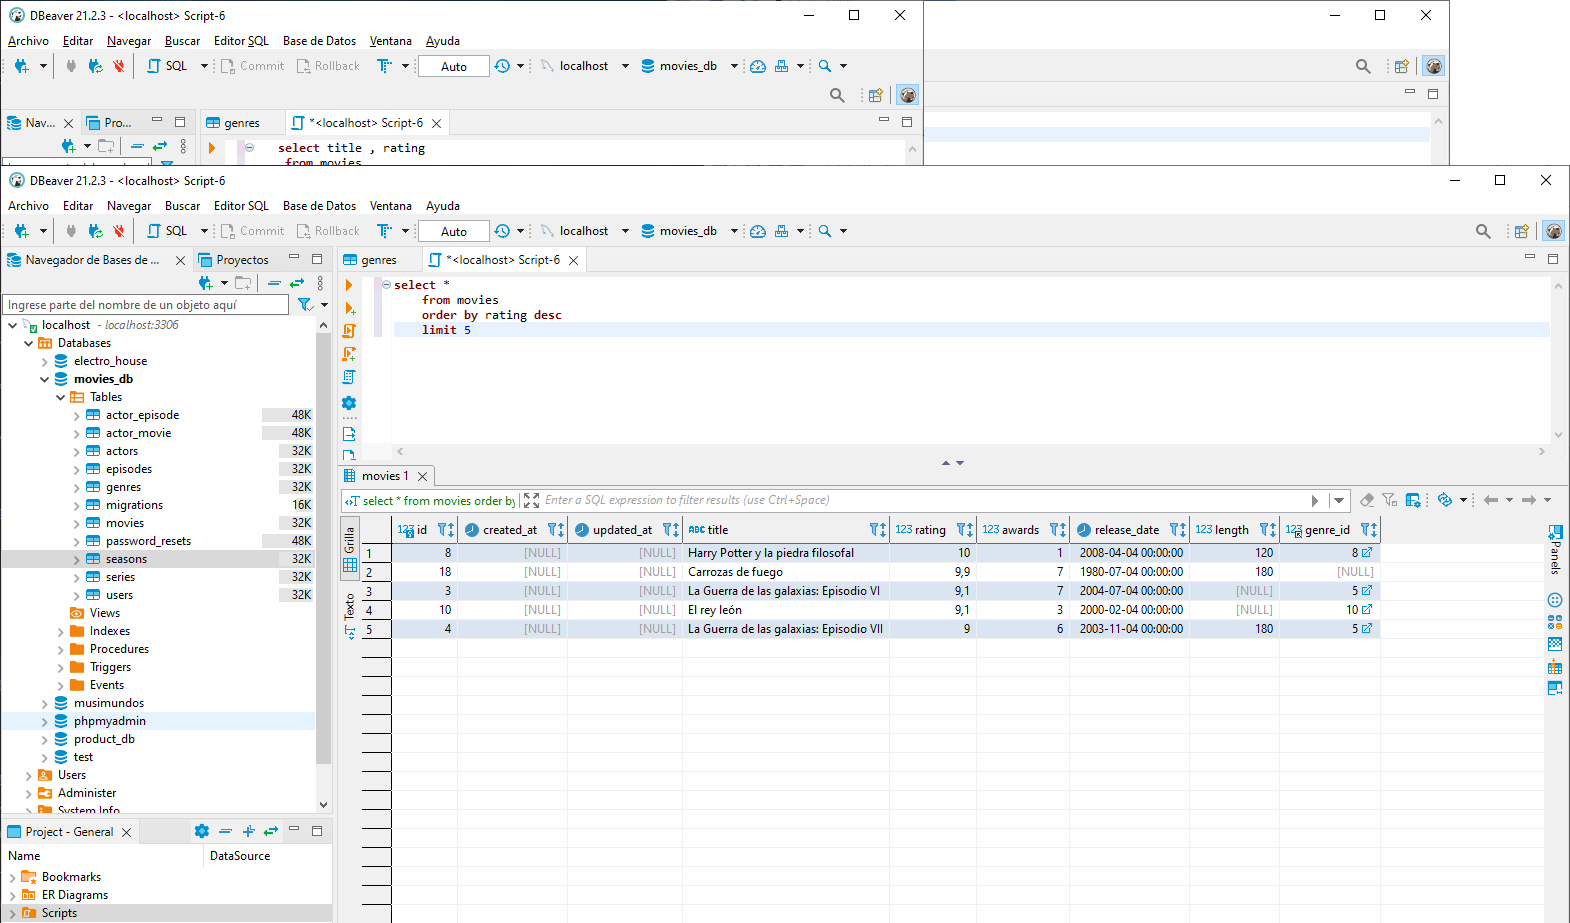 DBeaver 21.2.3 - <localhost> Script-6
Archivo Editar Navegar Buscar Editor SQL Base de Datos Ventana Ayuda
SQL Commit Rollback Auto localhost movies_db
Nav... Pro... genres *<localhost> Script-6
select title , rating
from movies
DBeaver 21.2.3 - <localhost> Script-6
Archivo Editar Navegar Buscar Editor SQL Base de Datos Ventana Ayuda
SQL Commit Rollback Auto localhost movies_db
Navegador de Bases de ... Proyectos
Ingrese parte del nombre de un objeto aquí
localhost - localhost:3306
Databases
electro_house
movies_db
Tables
actor_episode 48K
actor_movie 48K
actors 32K
episodes 32K
genres 32K
migrations 16K
movies 32K
password_resets 48K
seasons 32K
series 32K
users 32K
Views
Indexes
Procedures
Triggers
Events
musimundos
phpmyadmin
product_db
test
Users
Administer
System Info
Project - General
Name DataSource
Bookmarks
ER Diagrams
Scripts
genres *<localhost> Script-6
select *
from movies
order by rating desc
limit 5
movies 1
select * from movies order by Enter a SQL expression to filter results (use Ctrl+Space)
Grilla
Texto
123 id created_at updated_at ABC title 123 rating 123 awards release_date 123 length 123 genre_id
1 8 [NULL] [NULL] Harry Potter y la piedra filosofal 10 1 2008-04-04 00:00:00 120 8
2 18 [NULL] [NULL] Carrozas de fuego 9,9 7 1980-07-04 00:00:00 180 [NULL]
3 3 [NULL] [NULL] La Guerra de las galaxias: Episodio VI 9,1 7 2004-07-04 00:00:00 [NULL] 5
4 10 [NULL] [NULL] El rey león 9,1 3 2000-02-04 00:00:00 [NULL] 10
5 4 [NULL] [NULL] La Guerra de las galaxias: Episodio VII 9 6 2003-11-04 00:00:00 180 5
Panels